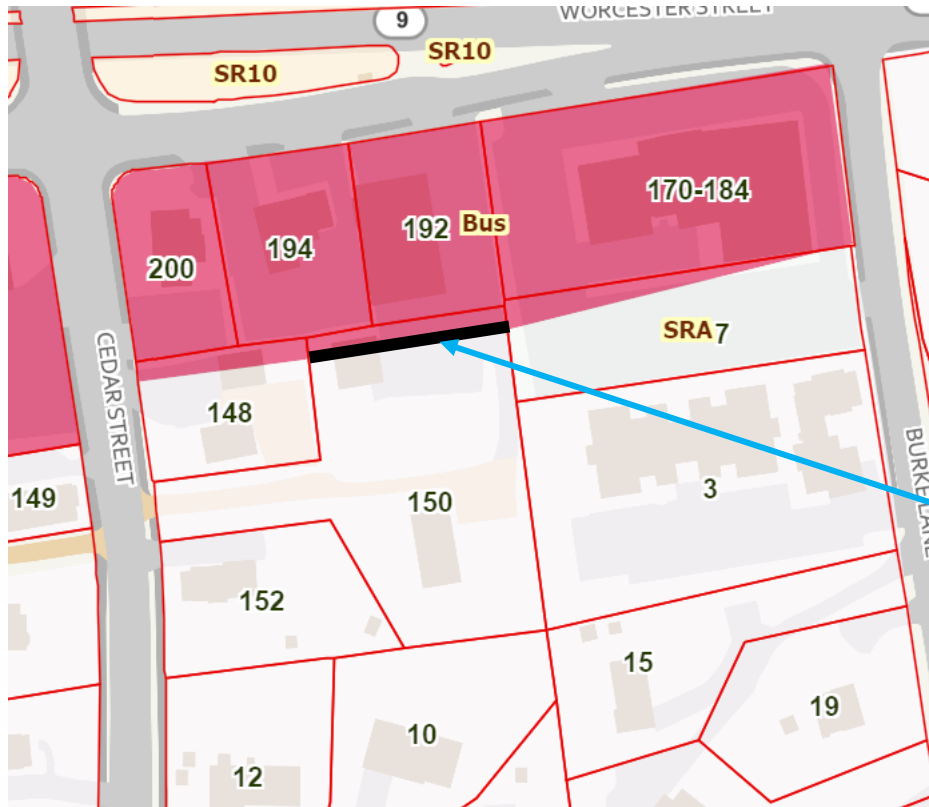 WORCESTER STREET
9
SR10
SR10
170-184
192
Bus
194
200
SRA 7
CEDAR STREET
148
BURKE LANE
149
150
3
152
15
19
10
12